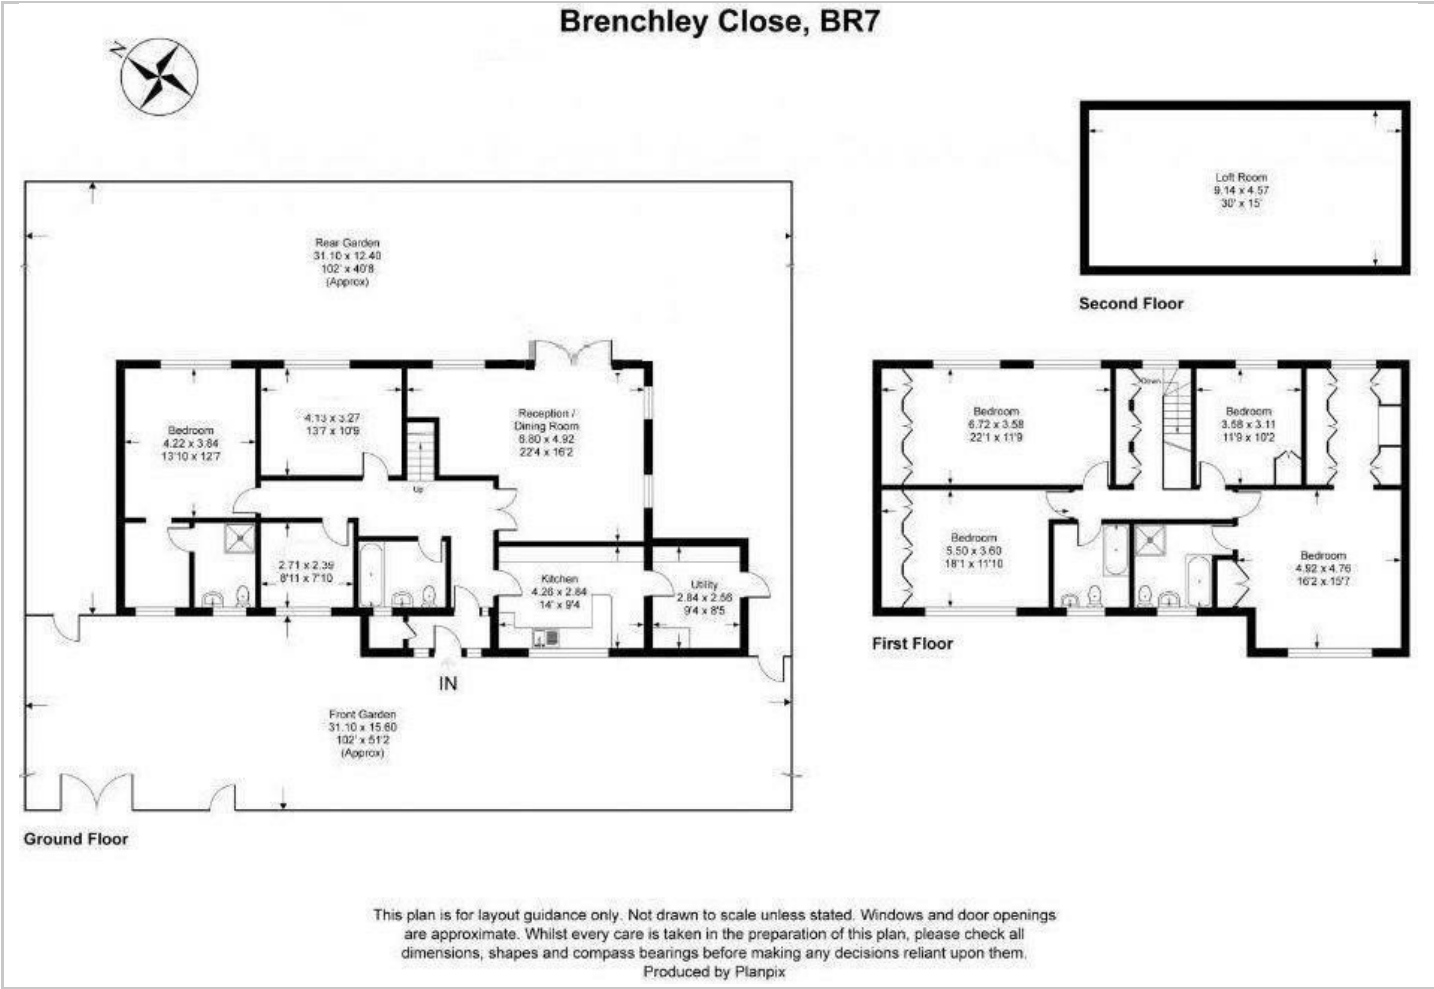 Brenchley Close, BR7
N
Loft Room
9.14 x 4.57
30' x 15'
Second Floor
Rear Garden
31.10 x 12.40
102' x 40'8
(Approx)
Bedroom
4.22 x 3.84
13'10 x 12'7
4.13 x 3.27
13'7 x 10'9
Reception /
Dining Room
6.80 x 4.92
22'4 x 16'2
Up
2.71 x 2.39
8'11 x 7'10
Kitchen
4.26 x 2.84
14' x 9'4
Utility
2.84 x 2.56
9'4 x 8'5
IN
Front Garden
31.10 x 15.60
102' x 51'2
(Approx)
Ground Floor
Bedroom
6.72 x 3.58
22'1 x 11'9
Down
Bedroom
3.58 x 3.11
11'9 x 10'2
Bedroom
5.50 x 3.60
18'1 x 11'10
Bedroom
4.92 x 4.76
16'2 x 15'7
First Floor
This plan is for layout guidance only. Not drawn to scale unless stated. Windows and door openings
are approximate. Whilst every care is taken in the preparation of this plan, please check all
dimensions, shapes and compass bearings before making any decisions reliant upon them.
Produced by Planpix